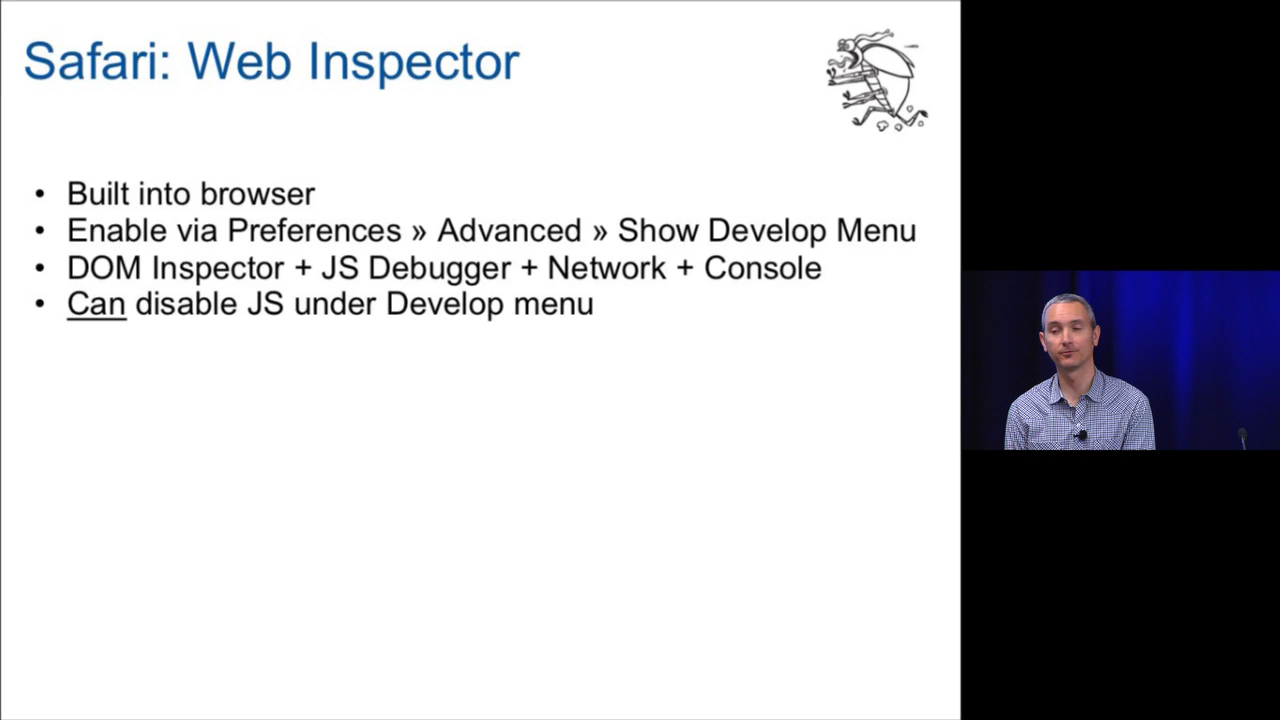 Safari: Web Inspector
• Built into browser
• Enable via Preferences » Advanced » Show Develop Menu
• DOM Inspector + JS Debugger + Network + Console
• Can disable JS under Develop menu